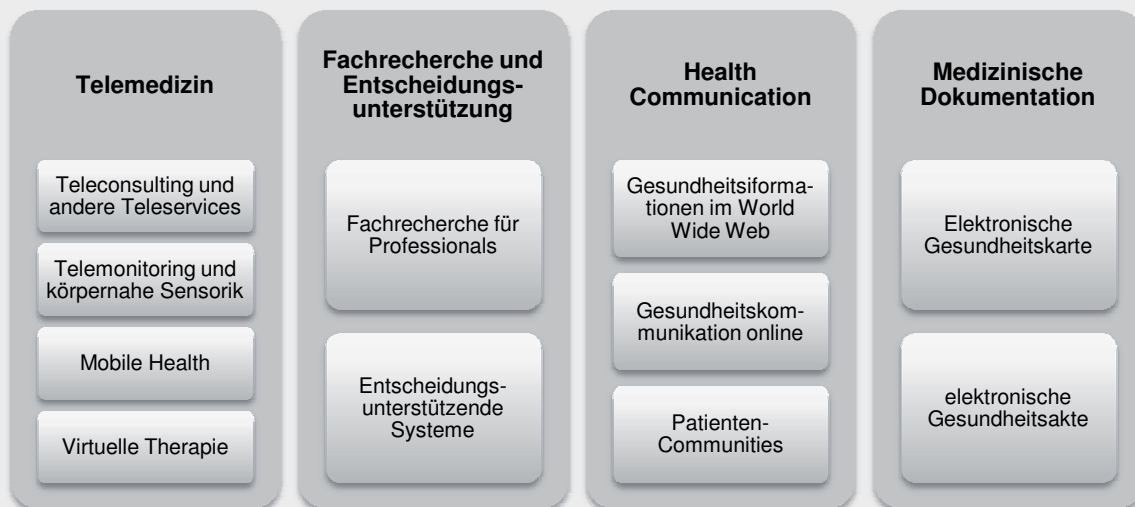 Telemedizin
Teleconsulting und
andere Teleservices
Telemonitoring und
körpernahe Sensorik
Mobile Health
Virtuelle Therapie
Fachrecherche und
Entscheidungs-
unterstützung
Fachrecherche für
Professionals
Entscheidungs-
unterstützende
Systeme
Health
Communication
Gesundheitsiforma-
tionen im World
Wide Web
Gesundheitskom-
munikation online
Patienten-
Communities
Medizinische
Dokumentation
Elektronische
Gesundheitskarte
elektronische
Gesundheitsakte